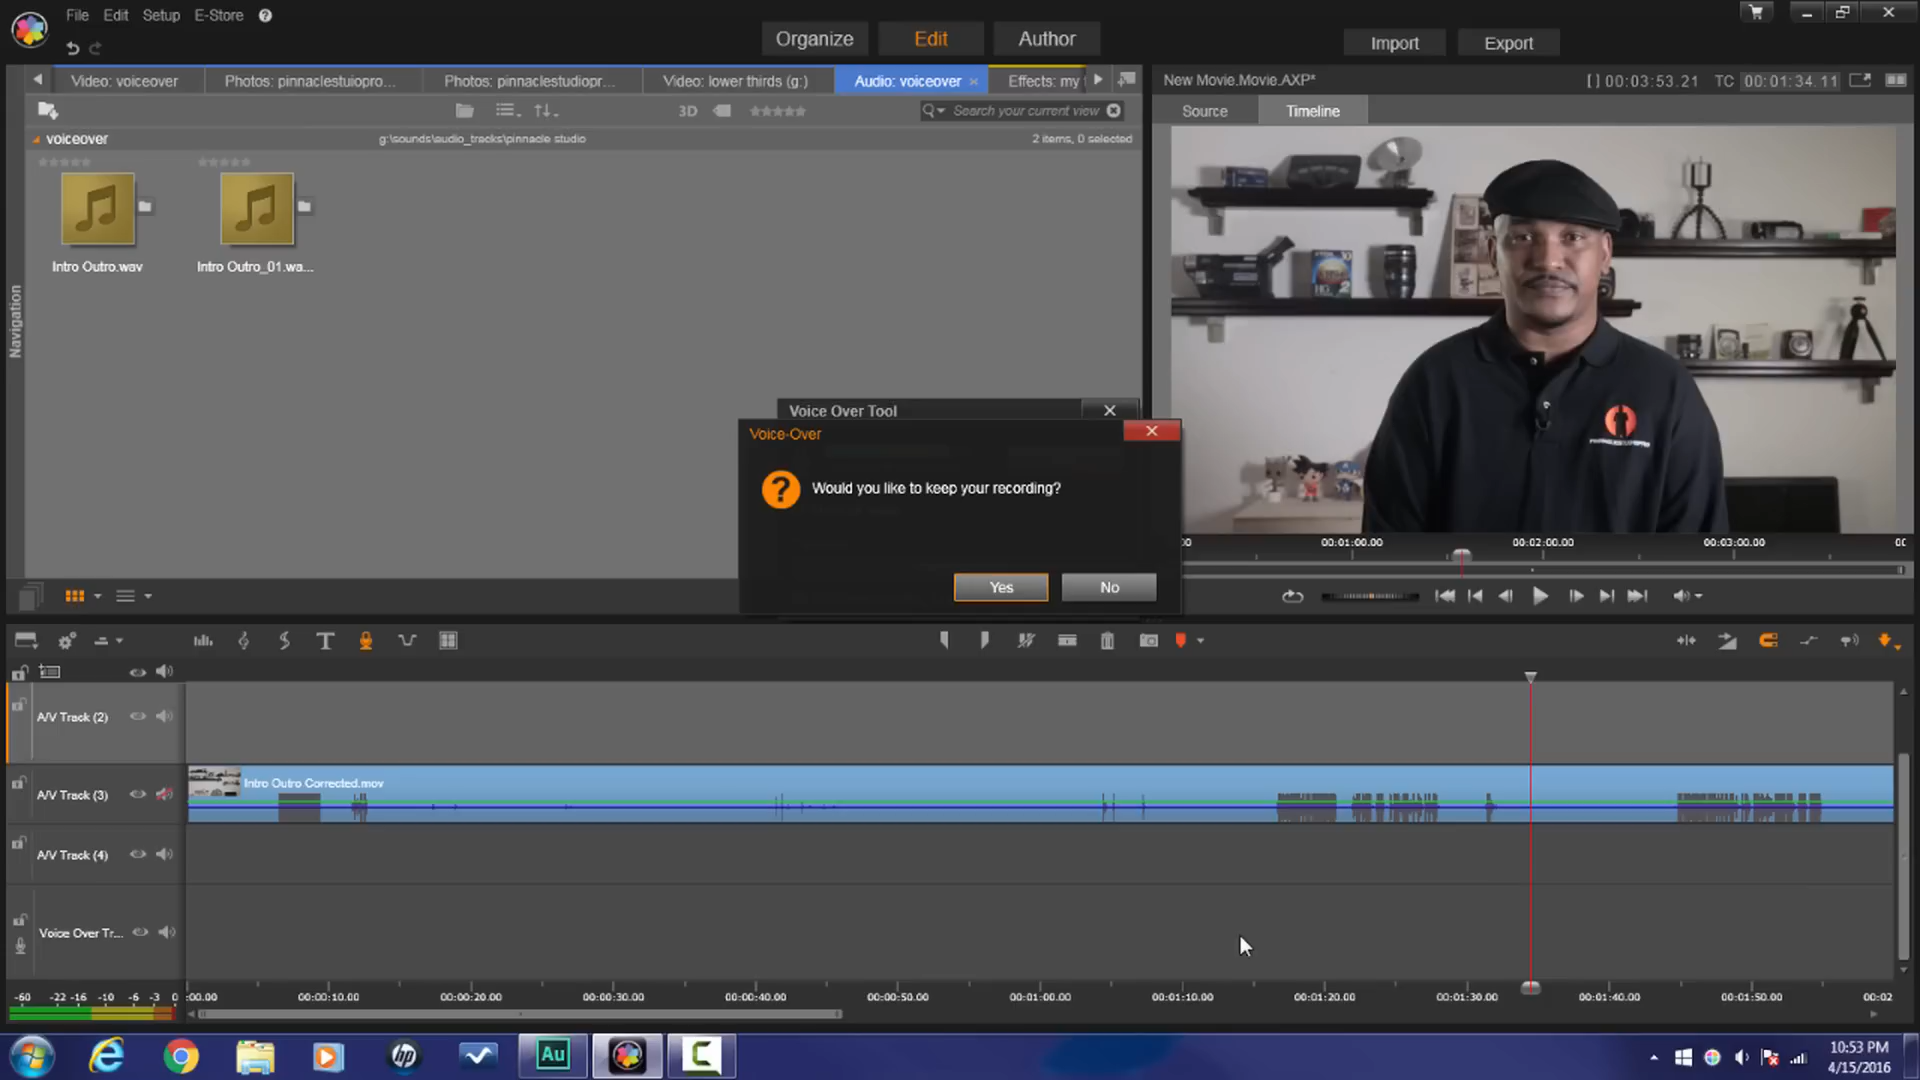 File Edit Setup E-Store ?
Organize Edit Author
Import Export
Video: voiceover Photos: pinnaclestuiopro... Photos: pinnaclestudiopr... Video: lower thirds (g:) Audio: voiceover × Effects: my
New Movie.Movie.AXP* [ ] 00:03:53.21 TC 00:01:34.11
3D Search your current view
Source Timeline
voiceover g:\sounds\audio_tracks\pinnacle studio 2 items, 0 selected
Intro Outro.wav Intro Outro_01.wa...
Navigation
Voice Over Tool
Voice-Over
Would you like to keep your recording?
Yes No
00:01:00.00 00:02:00.00 00:03:00.00
A/V Track (2)
A/V Track (3) Intro Outro Corrected.mov
A/V Track (4)
Voice Over Tr...
-60 -22 -16 -10 -6 -3 0
:00.00 00:00:10.00 00:00:20.00 00:00:30.00 00:00:40.00 00:00:50.00 00:01:00.00 00:01:10.00 00:01:20.00 00:01:30.00 00:01:40.00 00:01:50.00 00:02
Au hp C
10:53 PM
4/15/2016